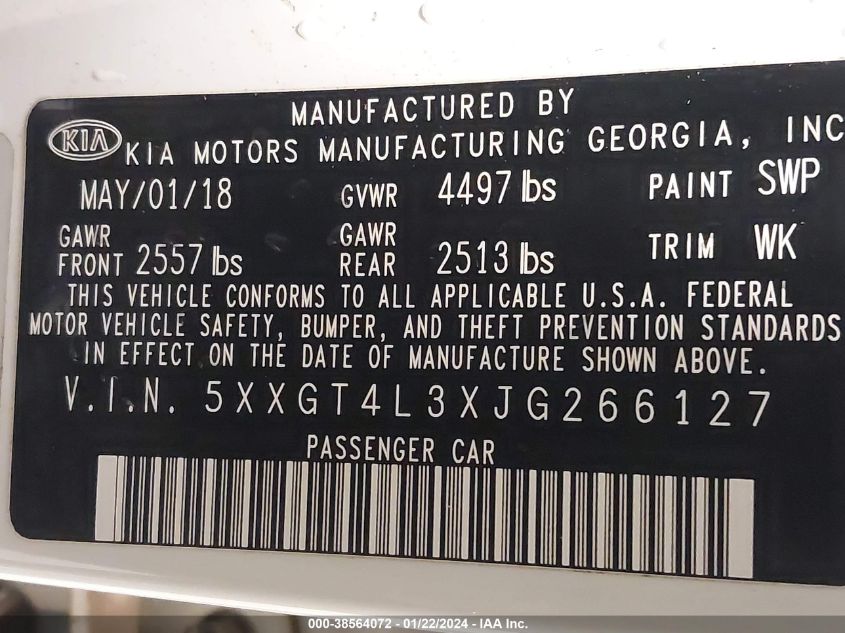 MANUFACTURED BY
KIA KIA MOTORS MANUFACTURING GEORGIA, INC
MAY/01/18 GVWR 4497 lbs PAINT SWP
GAWR FRONT 2557 lbs GAWR REAR 2513 lbs TRIM WK
THIS VEHICLE CONFORMS TO ALL APPLICABLE U.S.A. FEDERAL
MOTOR VEHICLE SAFETY, BUMPER, AND THEFT PREVENTION STANDARDS
IN EFFECT ON THE DATE OF MANUFACTURE SHOWN ABOVE.
V.I.N. 5XXGT4L3XJG266127
PASSENGER CAR
000-38564072 - 01/22/2024 - IAA Inc.